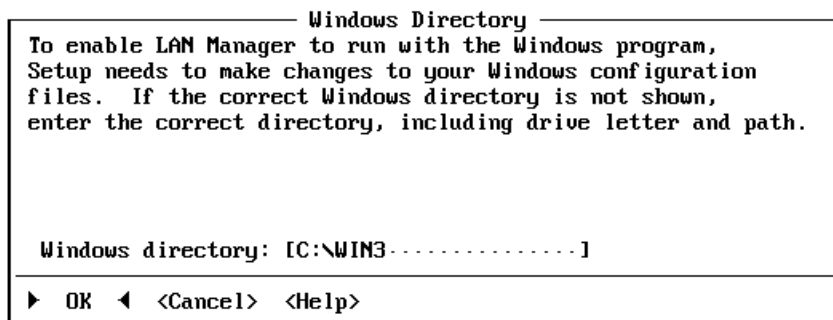 Windows Directory
To enable LAN Manager to run with the Windows program,
Setup needs to make changes to your Windows configuration
files.  If the correct Windows directory is not shown,
enter the correct directory, including drive letter and path.
Windows directory: [C:\WIN3···············]
► OK ◄ <Cancel> <Help>